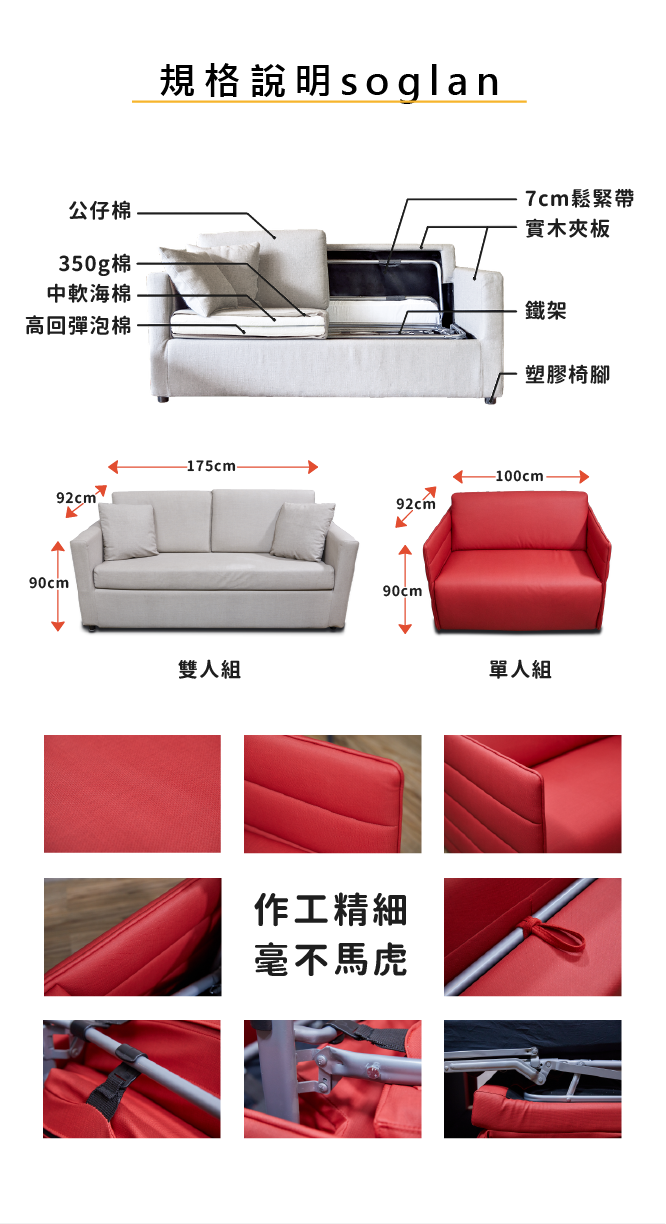 規格說明soglan
公仔棉
350g棉
中軟海棉
高回彈泡棉
7cm鬆緊帶
實木夾板
鐵架
塑膠椅腳
175cm
92cm
90cm
雙人組
100cm
92cm
90cm
單人組
作工精細
毫不馬虎